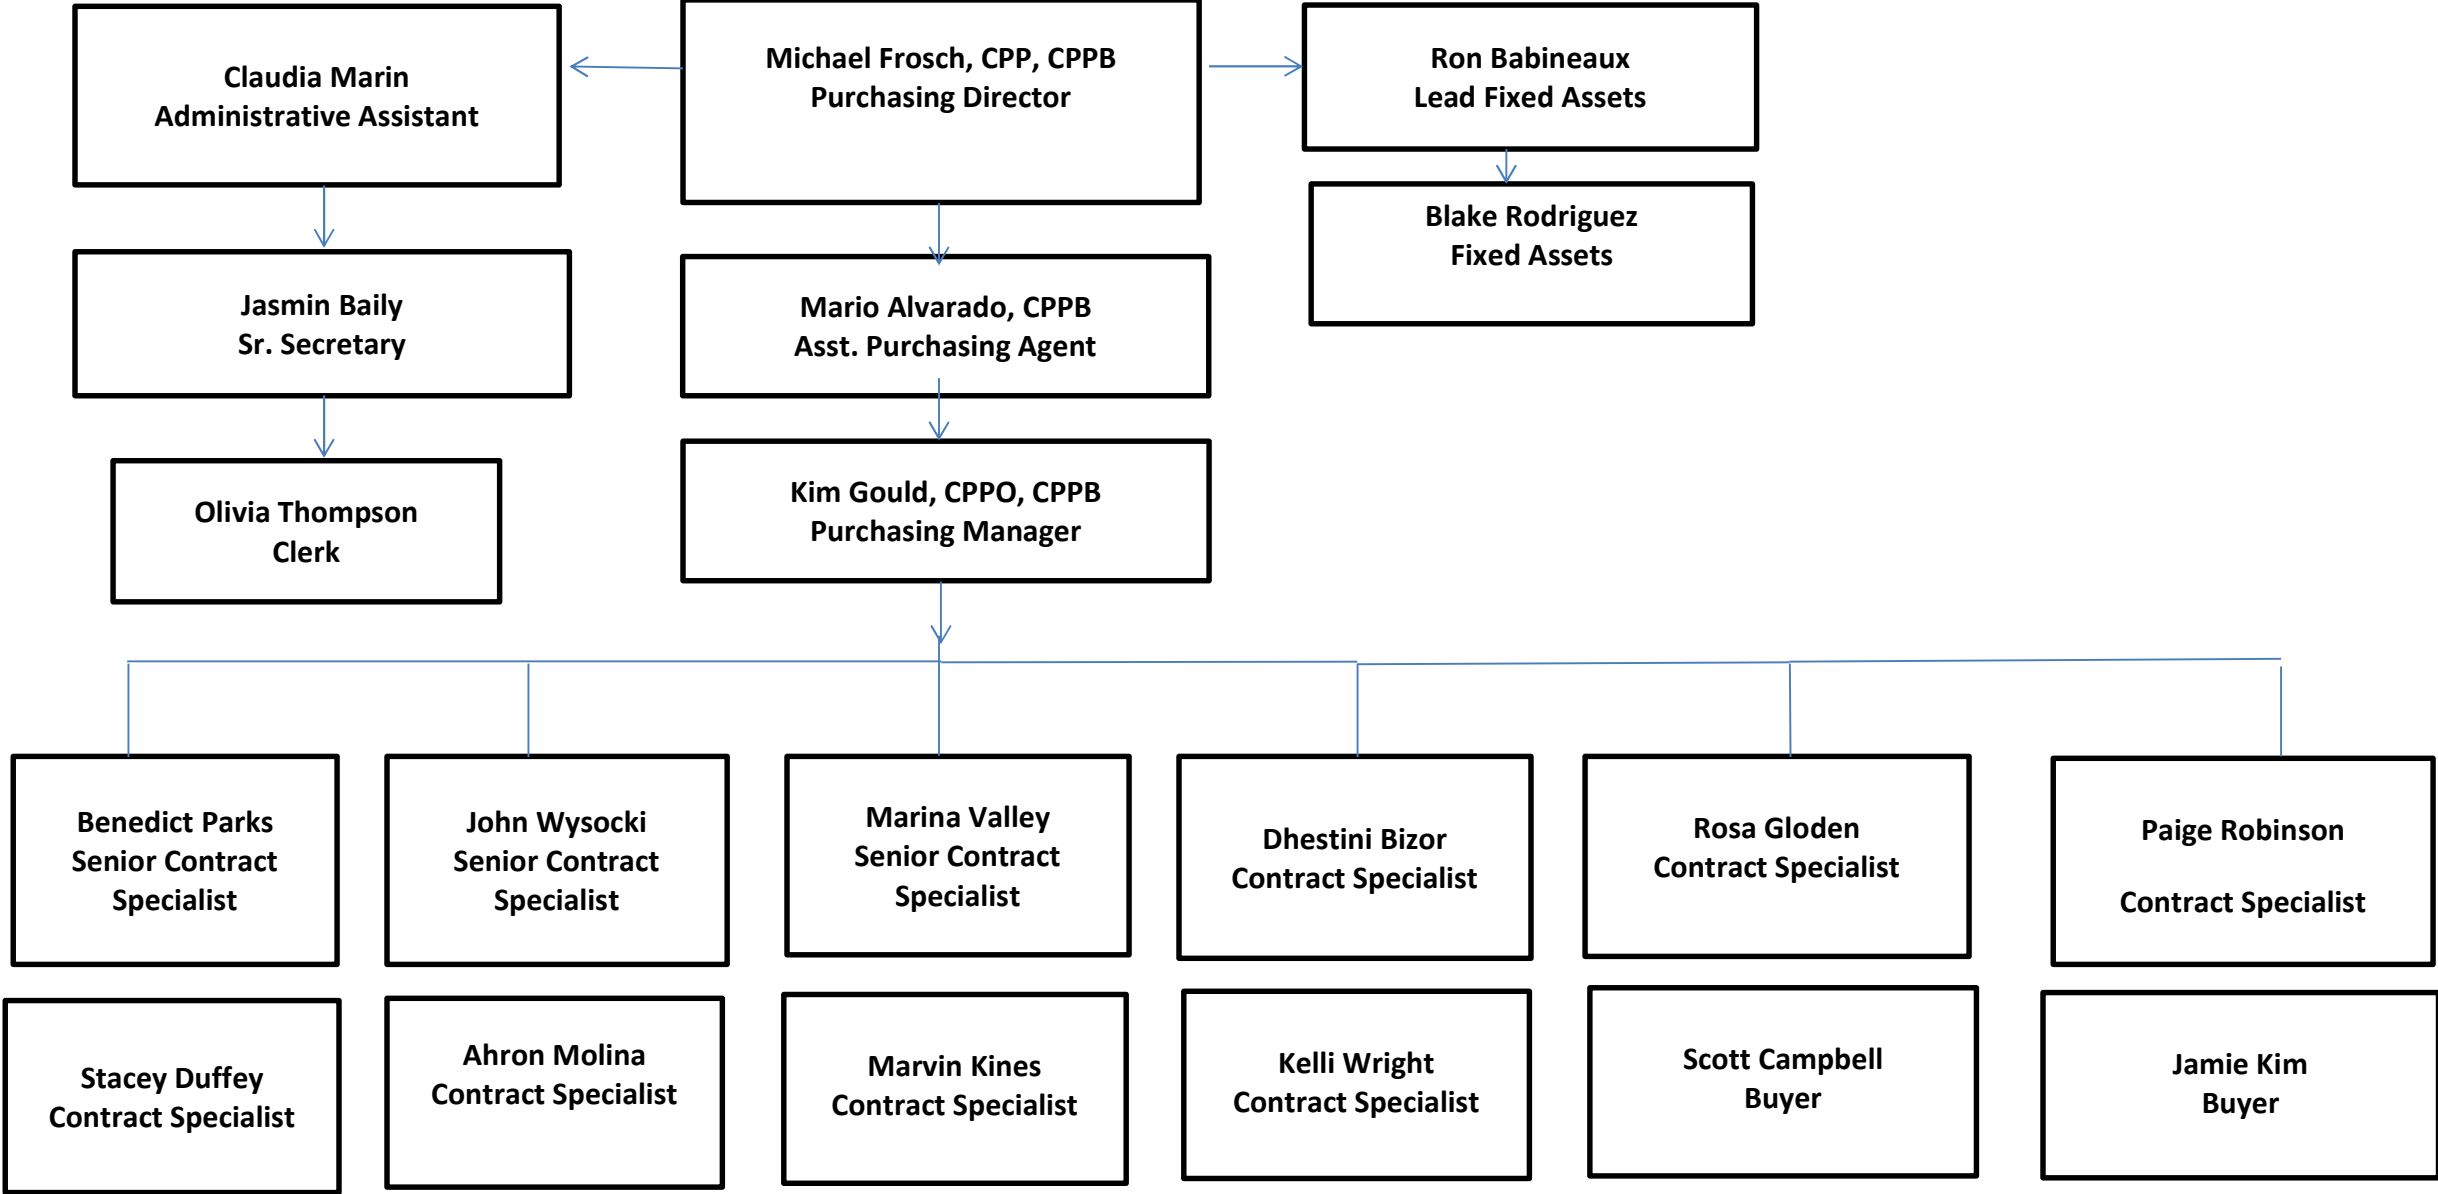 Michael Frosch, CPP, CPPB
Purchasing Director
Claudia Marin
Administrative Assistant
Ron Babineaux
Lead Fixed Assets
Blake Rodriguez
Fixed Assets
Jasmin Baily
Sr. Secretary
Mario Alvarado, CPPB
Asst. Purchasing Agent
Olivia Thompson
Clerk
Kim Gould, CPPO, CPPB
Purchasing Manager
Benedict Parks
Senior Contract
Specialist
John Wysocki
Senior Contract
Specialist
Marina Valley
Senior Contract
Specialist
Dhestini Bizor
Contract Specialist
Rosa Gloden
Contract Specialist
Paige Robinson
Contract Specialist
Stacey Duffey
Contract Specialist
Ahron Molina
Contract Specialist
Marvin Kines
Contract Specialist
Kelli Wright
Contract Specialist
Scott Campbell
Buyer
Jamie Kim
Buyer